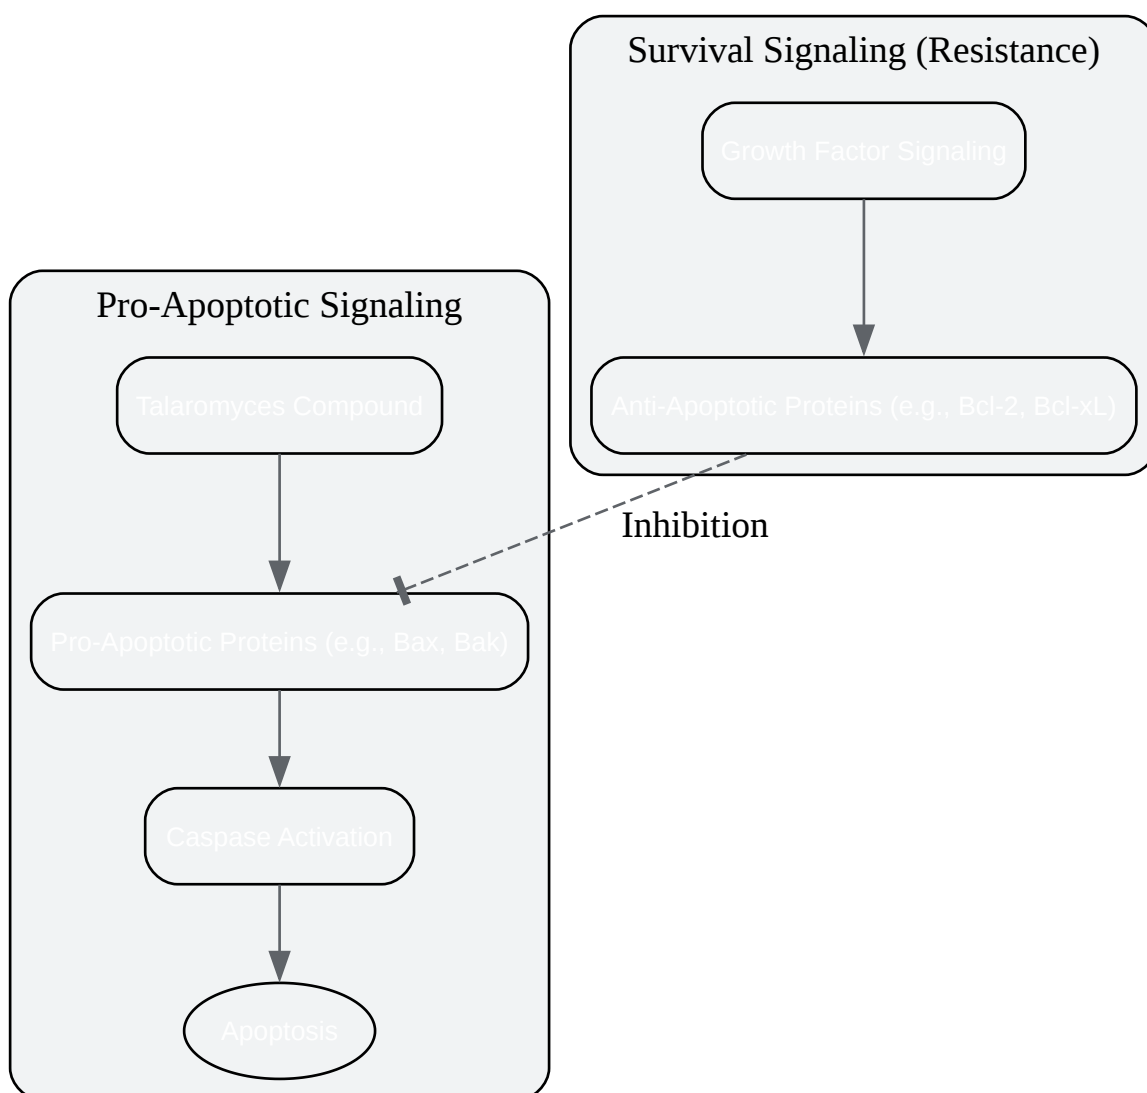 Survival Signaling (Resistance)
Growth Factor Signaling
Anti-Apoptotic Proteins (e.g., Bcl-2, Bcl-xL)
Inhibition
Pro-Apoptotic Signaling
Talaromyces Compound
Pro-Apoptotic Proteins (e.g., Bax, Bak)
Caspase Activation
Apoptosis